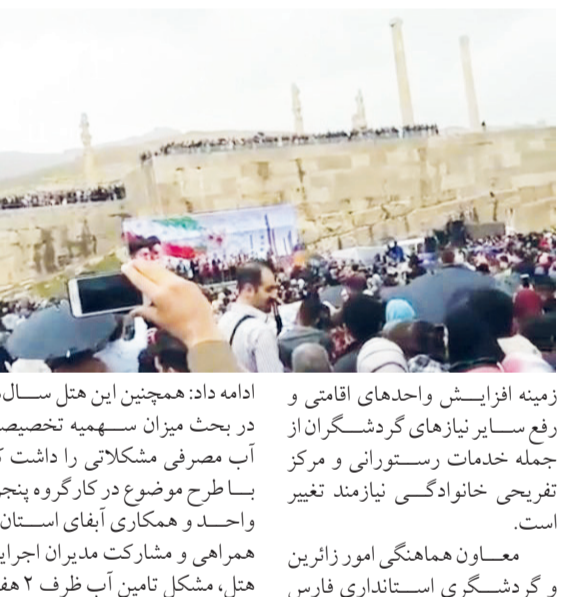 زمینه افزایش واحدهای اقامتی و
رفع سایر نیازهای گردشگران از
جمله خدمات رستورانی و مرکز
تفریحی خانوادگی نیازمند تغییر
است.
معاون هماهنگی امور زائرین
و گردشگری استانداری فارس
ادامه داد: همچنین این هتل
در بحث میزان سهمیه
آب مصرفی مشکلاتی را داشت
با طرح موضوع در کارگروه
واحد و همکاری آبفای استان
همراهی و مشارکت مدیران
هتل، مشکل تامین آب ظرف ۲